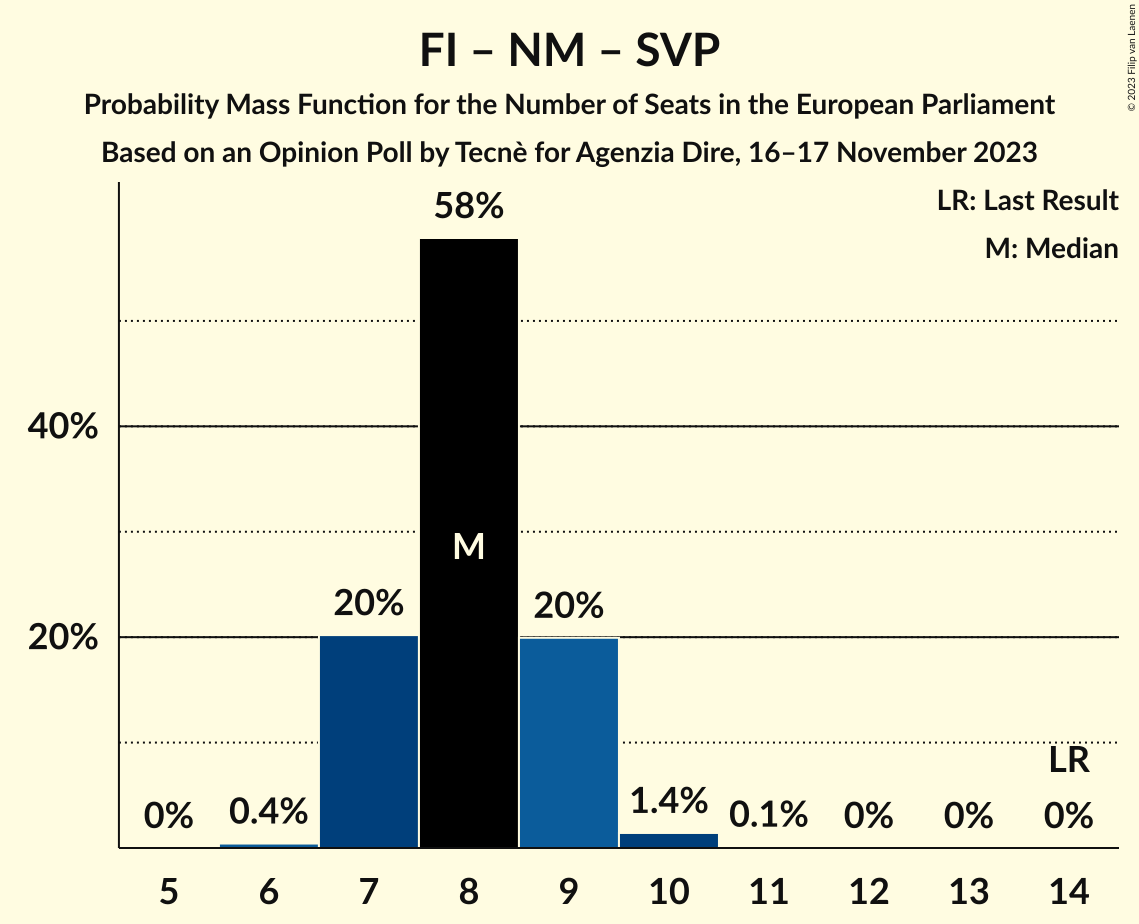 FI – NM – SVP
Probability Mass Function for the Number of Seats in the European Parliament
Based on an Opinion Poll by Tecnè for Agenzia Dire, 16–17 November 2023
© 2023 Filip van Laenen
LR: Last Result
M: Median
58%
40%
M
20%
20%
20%
LR
0%
0.4%
1.4%
0.1%
0%
0%
0%
5
6
7
8
9
10
11
12
13
14